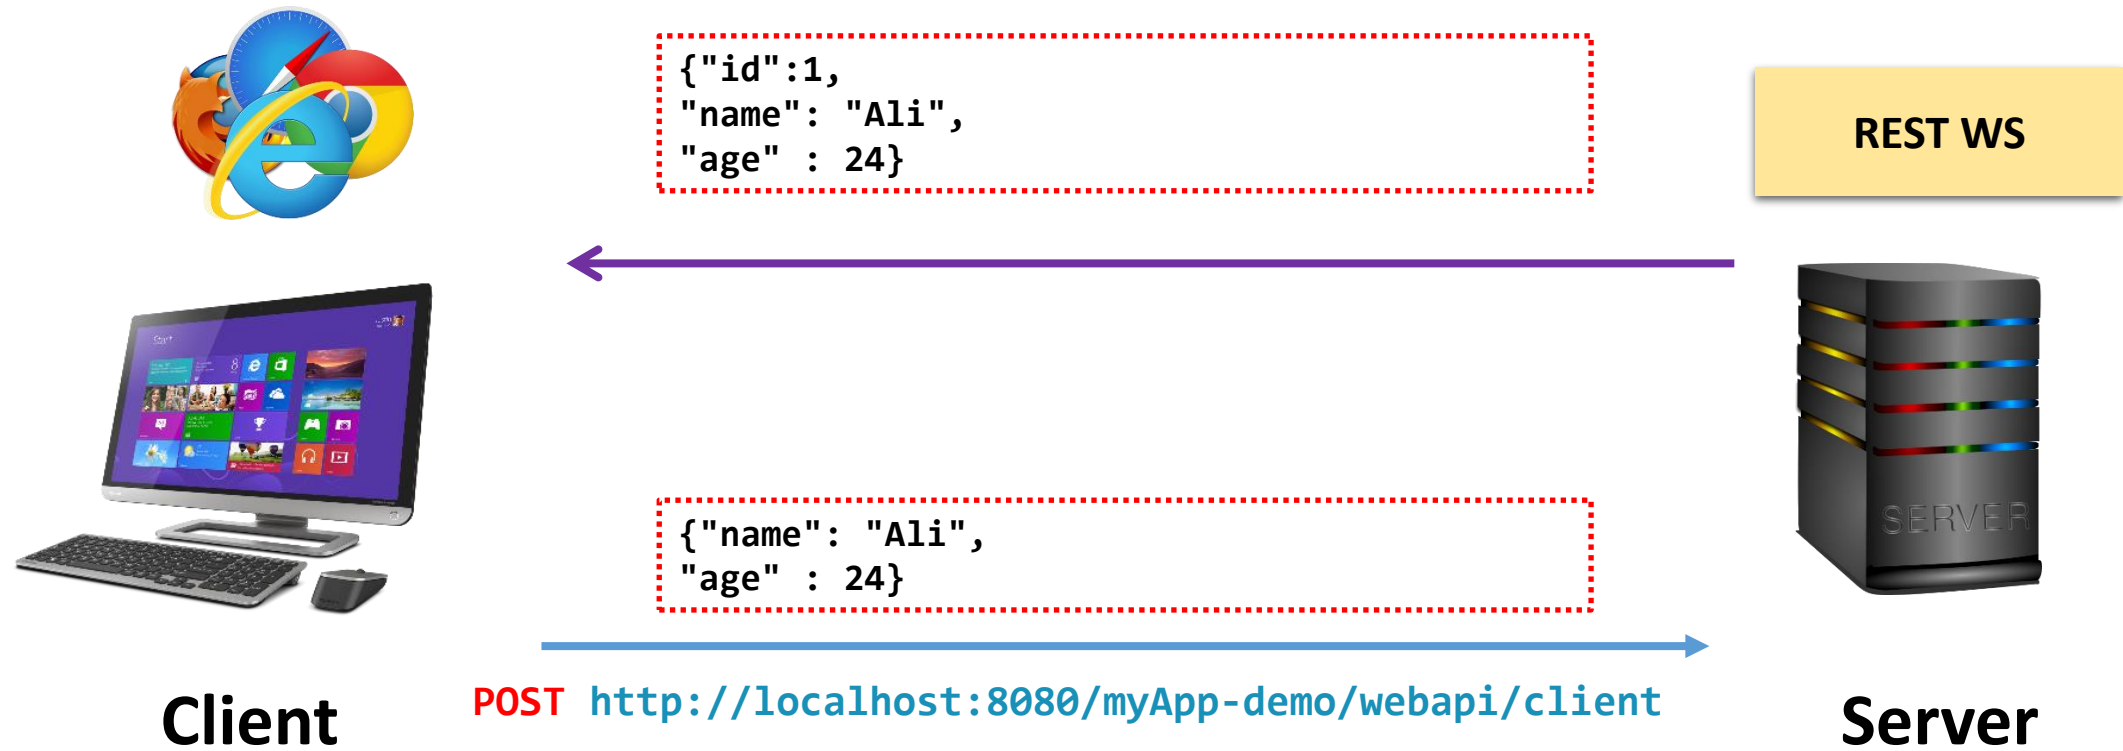 {"id":1,
"name": "Ali",
"age" : 24}
REST WS
Start
SERVER
{"name": "Ali",
"age" : 24}
POST http://localhost:8080/myApp-demo/webapi/client
Client
Server